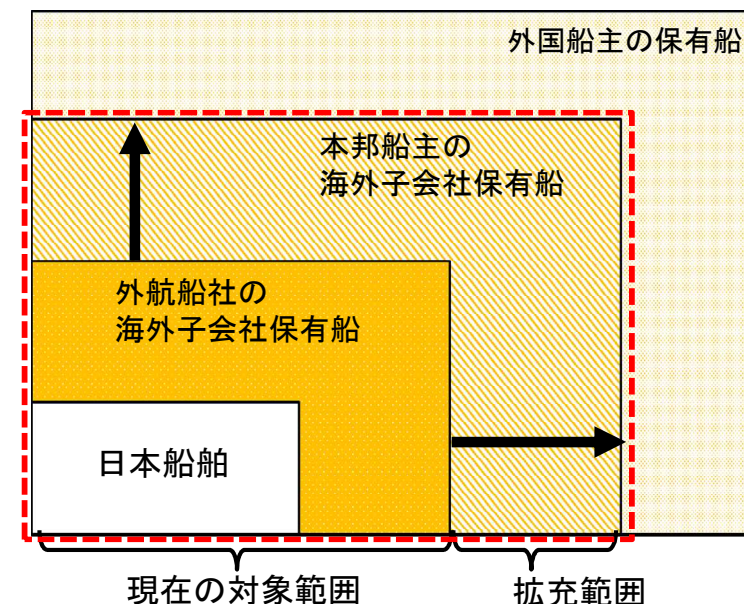 外国船主の保有船
本邦船主の
海外子会社保有船
外航船社の
海外子会社保有船
日本船舶
現在の対象範囲
拡充範囲